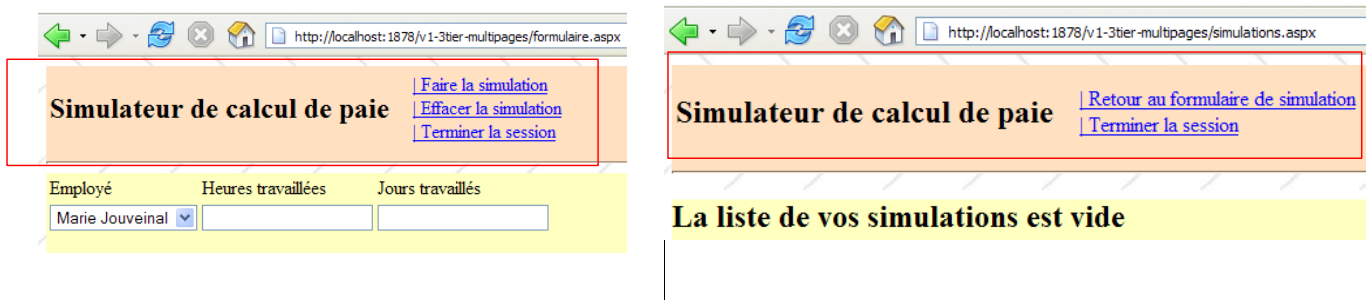 http://localhost:1878/v1-3tier-multipages/formulaire.aspx
Simulateur de calcul de paie
| Faire la simulation
| Effacer la simulation
| Terminer la session
Employé Heures travaillées Jours travaillés
Marie Jouveinal
http://localhost:1878/v1-3tier-multipages/simulations.aspx
Simulateur de calcul de paie
| Retour au formulaire de simulation
| Terminer la session
La liste de vos simulations est vide